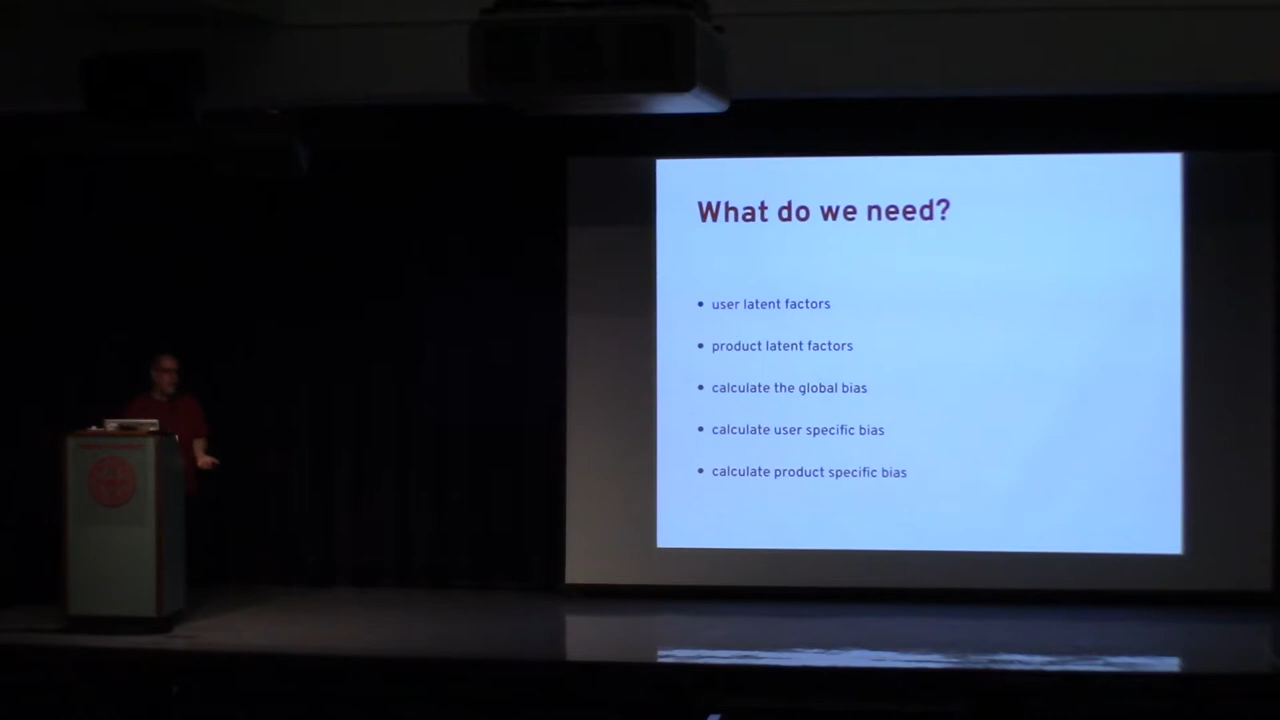 What do we need?
• user latent factors
• product latent factors
• calculate the global bias
• calculate user specific bias
• calculate product specific bias